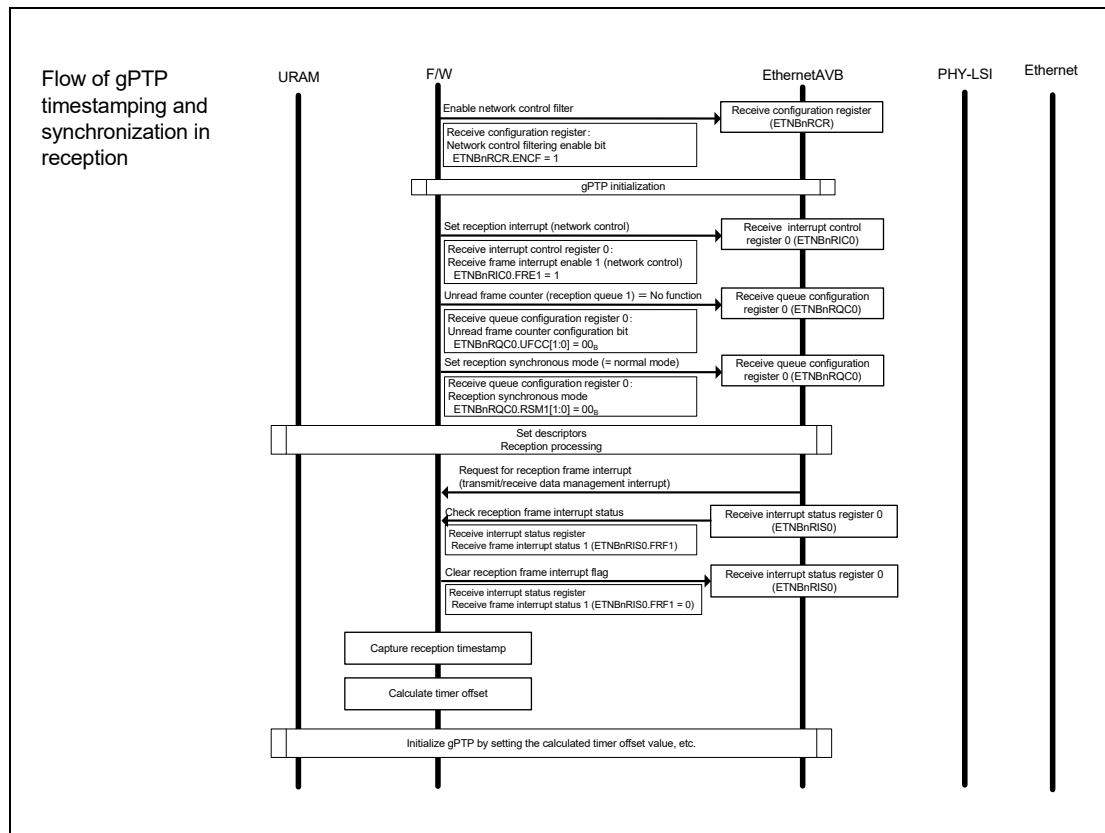 Flow of gPTP
timestamping and
synchronization in
reception
URAM
F/W
EthernetAVB
PHY-LSI
Ethernet
Enable network control filter
Receive configuration register
(ETNBnRCR)
Receive configuration register:
Network control filtering enable bit
ETNBnRCR.ENCF = 1
gPTP initialization
Set reception interrupt (network control)
Receive interrupt control
register 0 (ETNBnRIC0)
Receive interrupt control register 0:
Receive frame interrupt enable 1 (network control)
ETNBnRIC0.FRE1 = 1
Unread frame counter (reception queue 1) = No function
Receive queue configuration
register 0 (ETNBnRQC0)
Receive queue configuration register 0:
Unread frame counter configuration bit
ETNBnRQC0.UFCC[1:0] = 00B
Set reception synchronous mode (= normal mode)
Receive queue configuration
register 0 (ETNBnRQC0)
Receive queue configuration register 0:
Reception synchronous mode
ETNBnRQC0.RSM1[1:0] = 00B
Set descriptors
Reception processing
Request for reception frame interrupt
(transmit/receive data management interrupt)
Check reception frame interrupt status
Receive interrupt status register 0
(ETNBnRIS0)
Receive interrupt status register
Receive frame interrupt status 1 (ETNBnRIS0.FRF1)
Clear reception frame interrupt flag
Receive interrupt status register 0
(ETNBnRIS0)
Receive interrupt status register
Receive frame interrupt status 1 (ETNBnRIS0.FRF1 = 0)
Capture reception timestamp
Calculate timer offset
Initialize gPTP by setting the calculated timer offset value, etc.